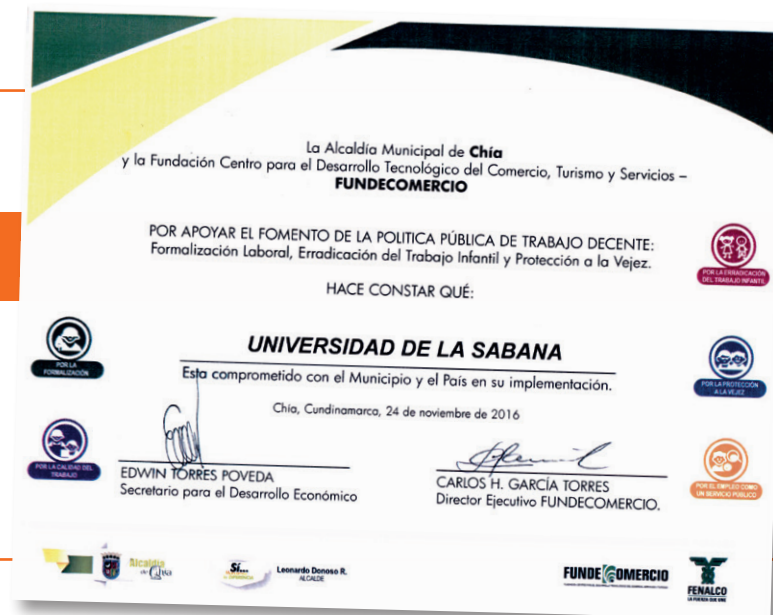 La Alcaldía Municipal de Chía
y la Fundación Centro para el Desarrollo Tecnológico del Comercio, Turismo y Servicios –
FUNDECOMERCIO
POR APOYAR EL FOMENTO DE LA POLITICA PÚBLICA DE TRABAJO DECENTE:
Formalización Laboral, Erradicación del Trabajo Infantil y Protección a la Vejez.
POR LA ERRADICACIÓN
DEL TRABAJO INFANTIL
HACE CONSTAR QUÉ:
UNIVERSIDAD DE LA SABANA
POR LA
FORMALIZACIÓN
Esta comprometido con el Municipio y el País en su implementación.
POR LA PROTECCIÓN
A LA VEJEZ
Chía, Cundinamarca, 24 de noviembre de 2016
POR LA CALIDAD DEL
TRABAJO
EDWIN TORRES POVEDA
Secretario para el Desarrollo Económico
CARLOS H. GARCÍA TORRES
Director Ejecutivo FUNDECOMERCIO.
POR EL EMPLEO COMO
UN SERVICIO PÚBLICO
Alcaldía
de Chía
Sí...
Leonardo Donoso R.
ALCALDE
FUNDECOMERCIO
FENALCO
LA FUERZA QUE UNE